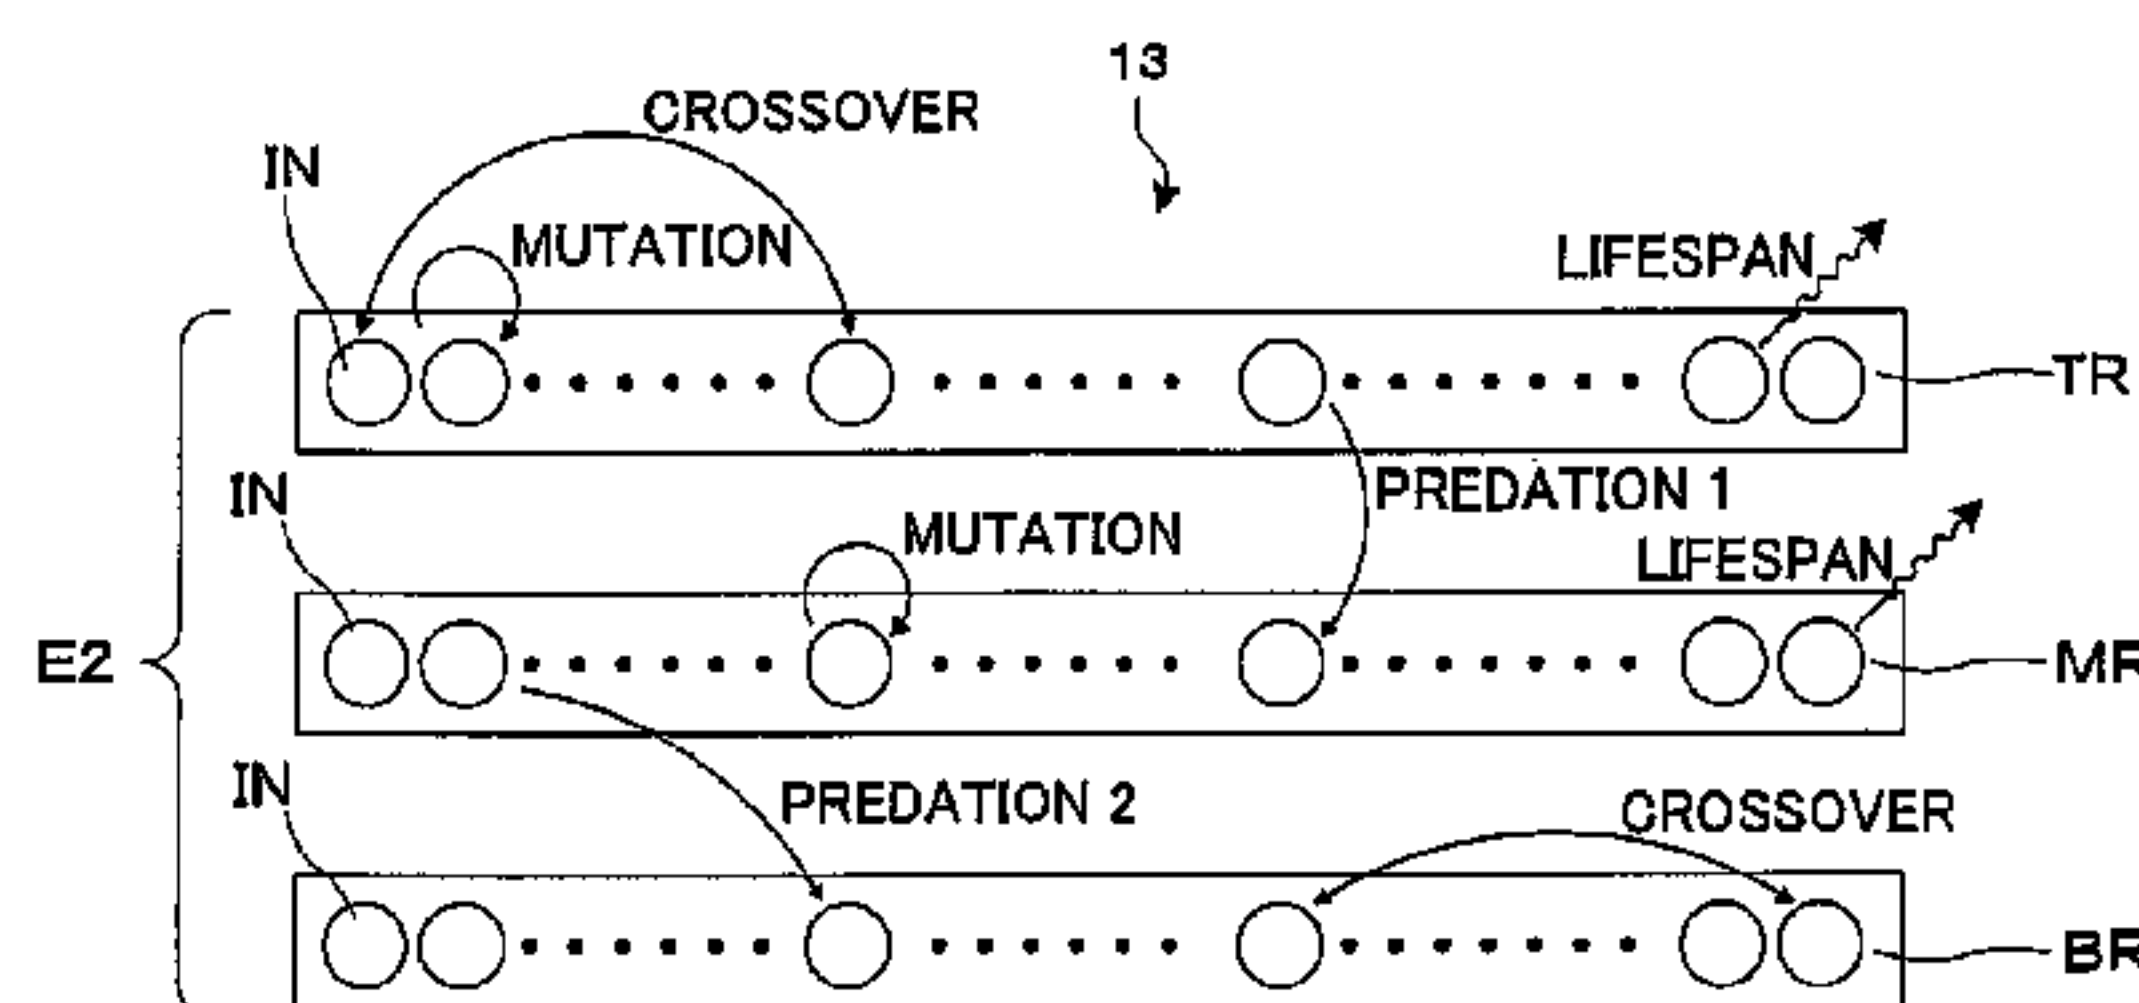 13
CROSSOVER
IN
MUTATION
LIFESPAN
TR
IN
PREDATION 1
MUTATION
LIFESPAN
E2
MR
IN
PREDATION 2
CROSSOVER
BR